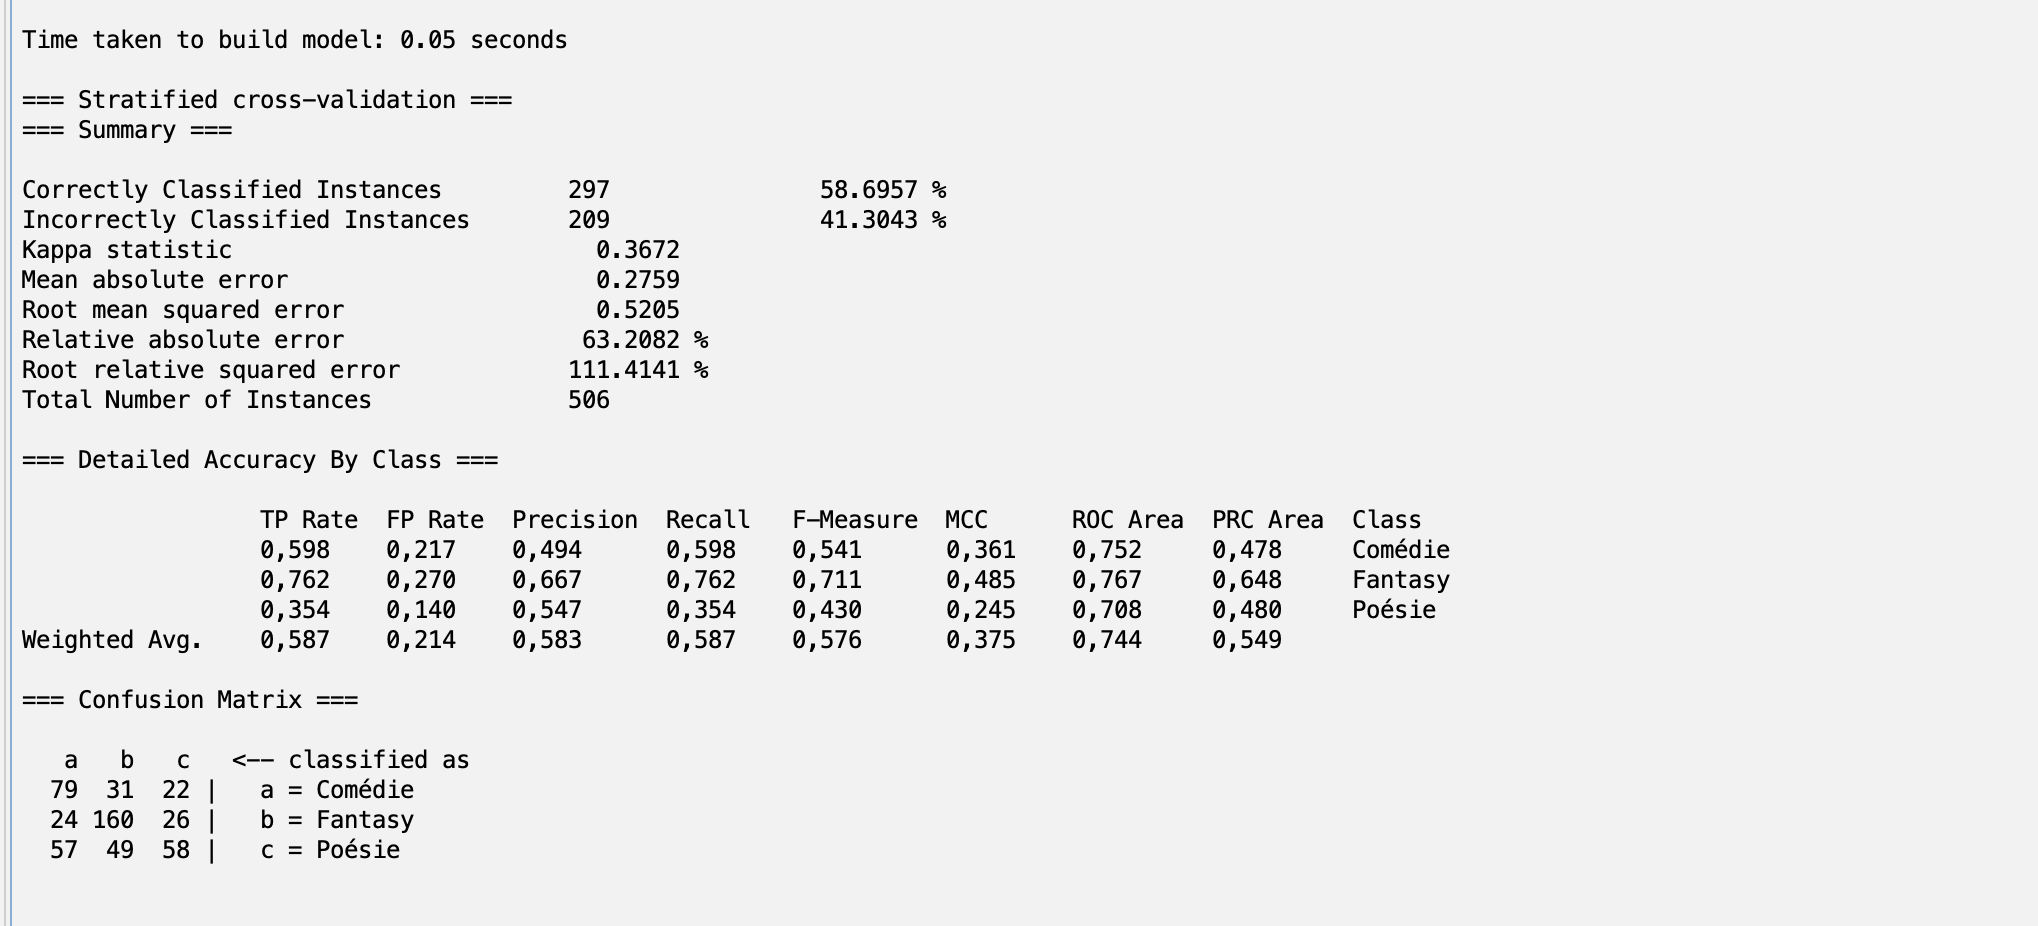 Time taken to build model: 0.05 seconds
=== Stratified cross-validation ===
=== Summary ===
Correctly Classified Instances         297               58.6957 %
Incorrectly Classified Instances       209               41.3043 %
Kappa statistic                          0.3672
Mean absolute error                      0.2759
Root mean squared error                  0.5205
Relative absolute error                 63.2082 %
Root relative squared error            111.4141 %
Total Number of Instances              506
=== Detailed Accuracy By Class ===
                 TP Rate  FP Rate  Precision  Recall   F-Measure  MCC      ROC Area  PRC Area  Class
                 0,598    0,217    0,494      0,598    0,541      0,361    0,752     0,478     Comédie
                 0,762    0,270    0,667      0,762    0,711      0,485    0,767     0,648     Fantasy
                 0,354    0,140    0,547      0,354    0,430      0,245    0,708     0,480     Poésie
Weighted Avg.    0,587    0,214    0,583      0,587    0,576      0,375    0,744     0,549
=== Confusion Matrix ===
   a   b   c   <-- classified as
  79  31  22 |   a = Comédie
  24 160  26 |   b = Fantasy
  57  49  58 |   c = Poésie